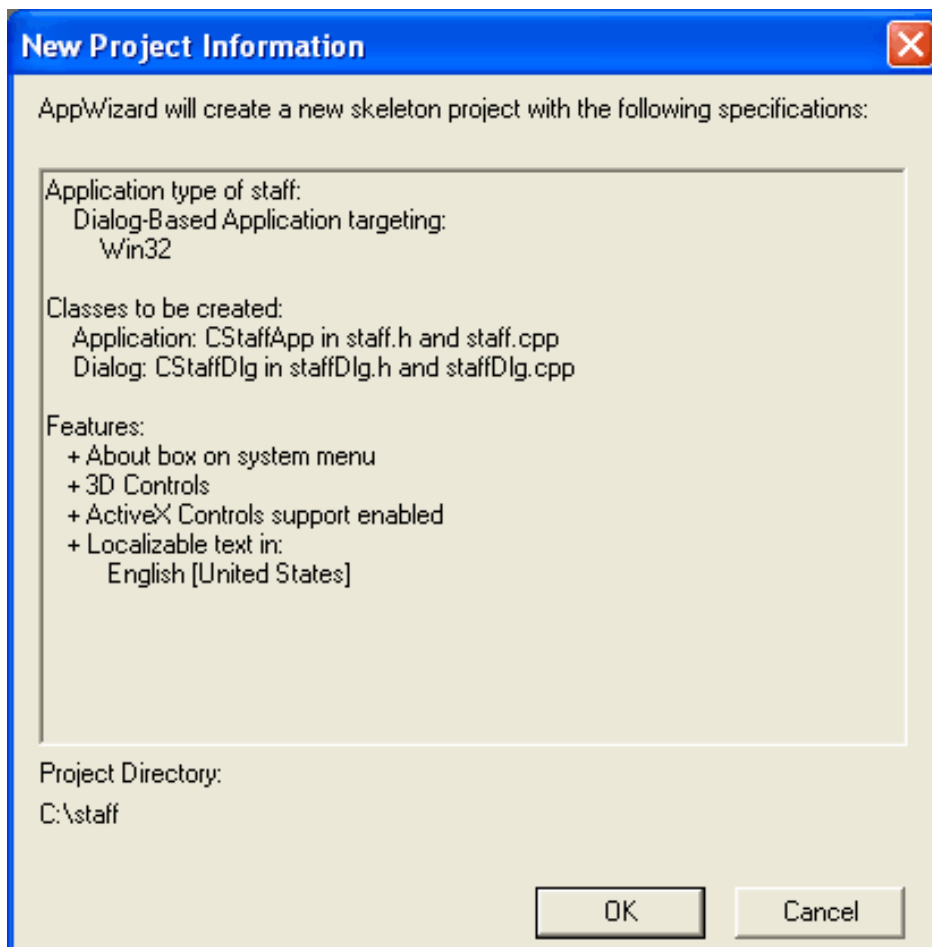 New Project Information
AppWizard will create a new skeleton project with the following specifications:
Application type of staff:
Dialog-Based Application targeting:
Win32
Classes to be created:
Application: CStaffApp in staff.h and staff.cpp
Dialog: CStaffDlg in staffDlg.h and staffDlg.cpp
Features:
+ About box on system menu
+ 3D Controls
+ ActiveX Controls support enabled
+ Localizable text in:
English [United States]
Project Directory:
C:\staff
OK Cancel